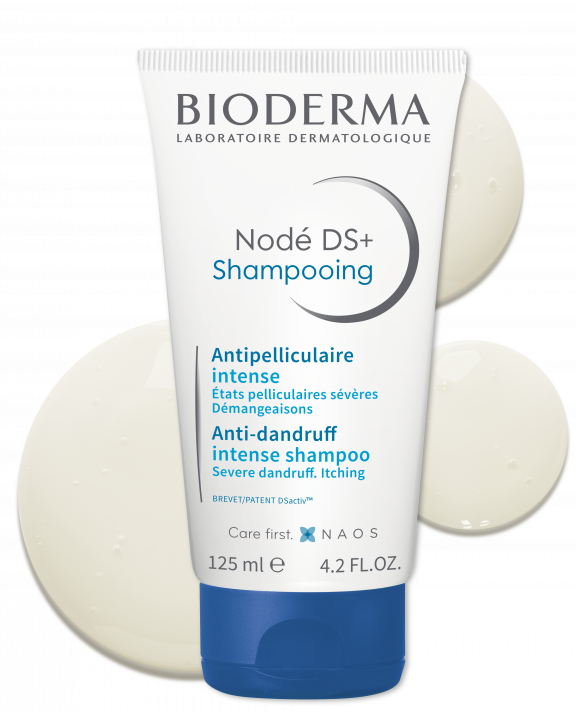 BIODERMA
LABORATOIRE DERMATOLOGIQUE
Nodé DS+
Shampooing
Antipelliculaire
intense
États pelliculaires sévères
Démangeaisons
Anti-dandruff
intense shampoo
Severe dandruff. Itching
BREVET/PATENT DSactiv™
Care first. NAOS
125 ml ℮ 4.2 FL.OZ.